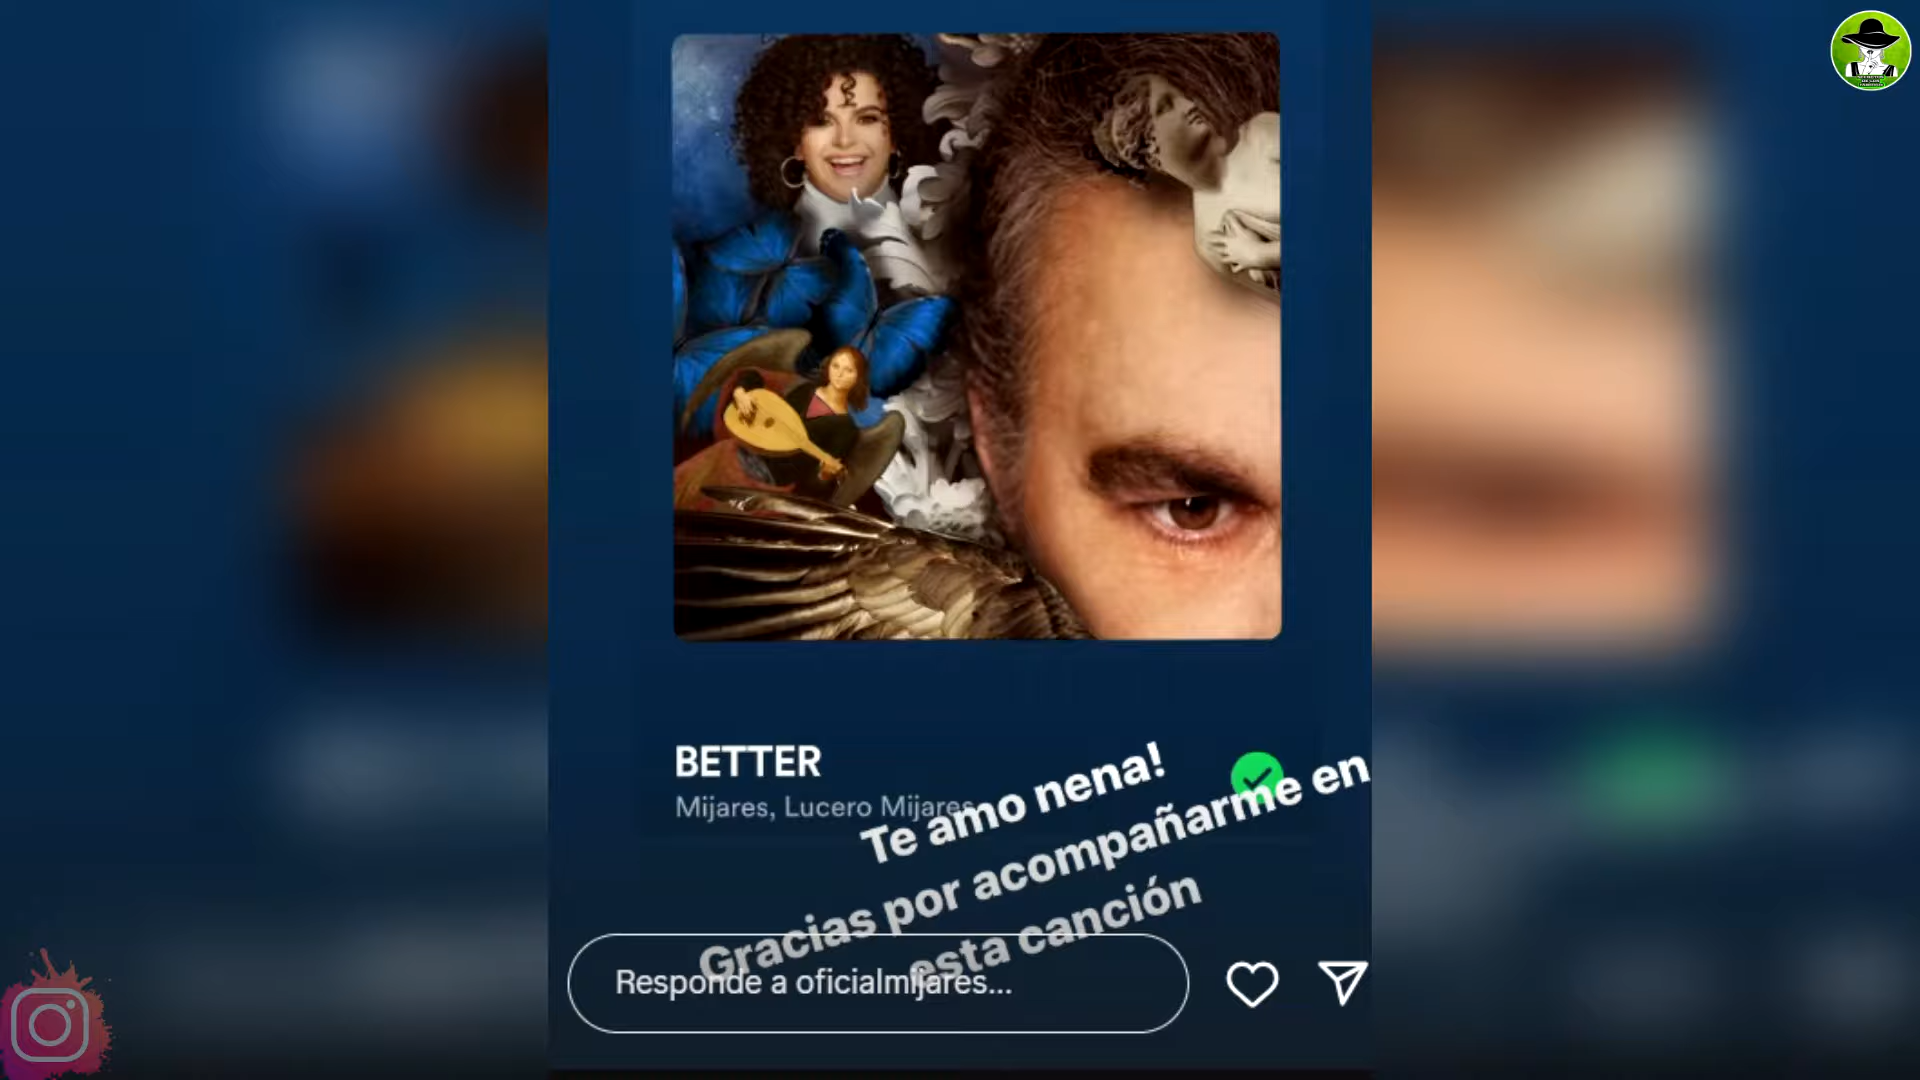 BETTER
Mijares, Lucero Mijares
Te amo nena!
Gracias por acompañarme en
esta canción
Responde a oficialmijares...